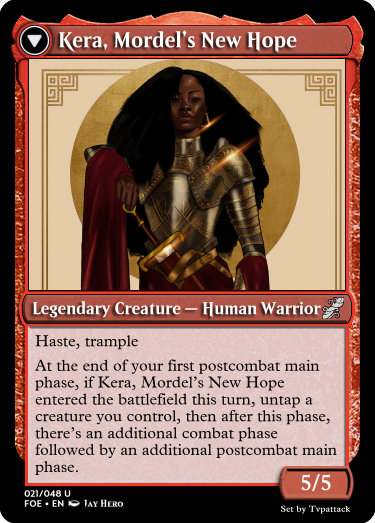 Kera, Mordel's New Hope
Legendary Creature — Human Warrior
Haste, trample
At the end of your first postcombat main
phase, if Kera, Mordel's New Hope
entered the battlefield this turn, untap a
creature you control, then after this phase,
there's an additional combat phase
followed by an additional postcombat main
phase.
5/5
021/048 U
FOE • EN Jay Hero
Set by Tvpattack